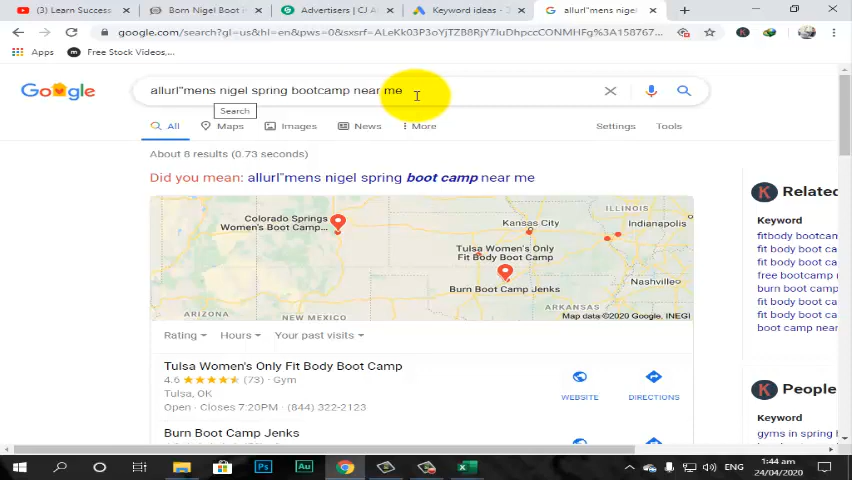 (3) Learn Success
Born Nigel Boot
Advertisers | CJ A
Keyword ideas - 3
allurl"mens nigel
google.com/search?gl=us&hl=en&pws=0&sxsrf=ALeKk03P3oYjTZB8RjY7luDhpccCONMHFg%3A158767...
Apps
Free Stock Videos,...
Google
allurl"mens nigel spring bootcamp near me
Search
All
Maps
Images
News
More
Settings
Tools
About 8 results (0.73 seconds)
Did you mean: allurl"mens nigel spring boot camp near me
Colorado Springs
Women's Boot Camp...
Kansas City
ILLINOIS
Indianapolis
Tulsa Women's Only
Fit Body Boot Camp
Burn Boot Camp Jenks
Nashville
ARIZONA
NEW MEXICO
ARKANSAS
Map data ©2020 Google, INEGI
Rating
Hours
Your past visits
Tulsa Women's Only Fit Body Boot Camp
4.6 (73) · Gym
Tulsa, OK
Open · Closes 7:20PM · (844) 322-2123
WEBSITE
DIRECTIONS
Burn Boot Camp Jenks
K
Related
Keyword
fitbody bootcam
fit body boot ca
fit body boot ca
free bootcamp
burn boot camp
fit body boot ca
fit body boot ca
boot camp near
K
People
Keyword
gyms in spring
Ps
Au
ENG
1:44 am
24/04/2020